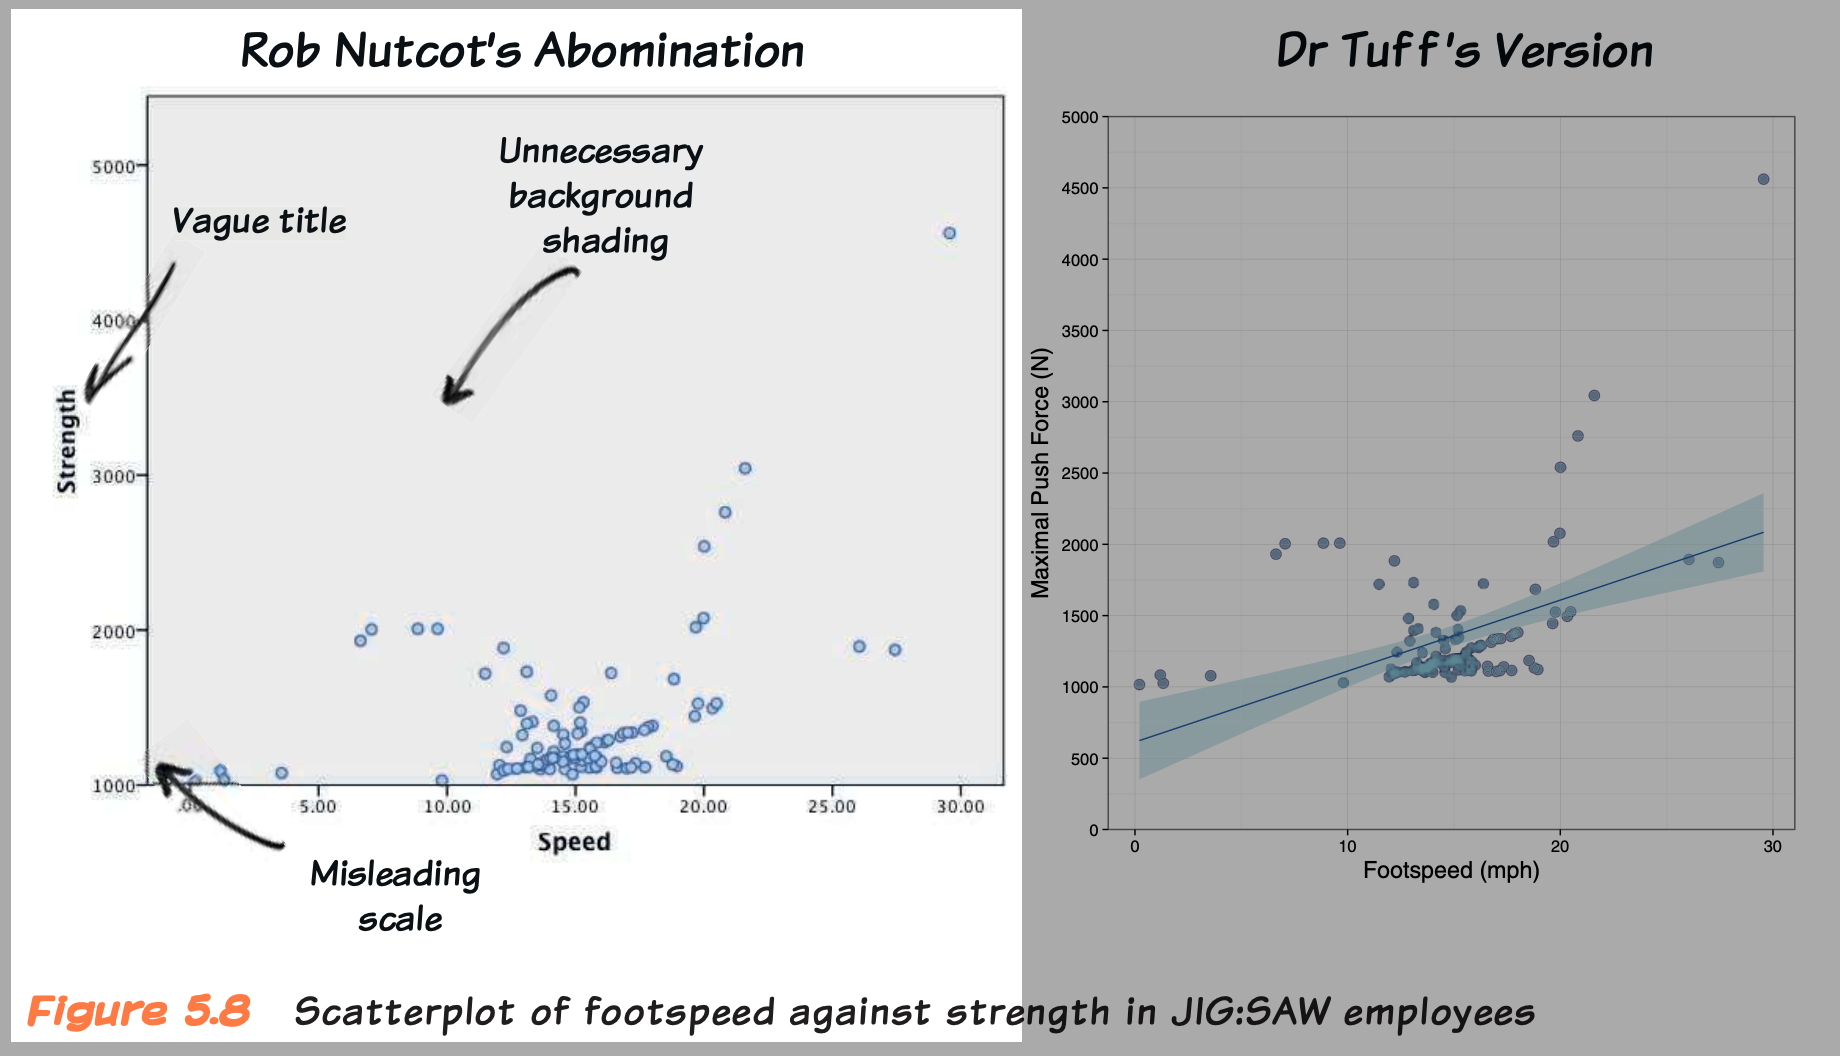 Rob Nutcot's Abomination
Dr Tuff's Version
Unnecessary
background
shading
Vague title
5000
4000
3000
2000
1000
Strength
.00
5.00
10.00
15.00
20.00
25.00
30.00
Speed
Misleading
scale
5000
4500
4000
3500
3000
2500
2000
1500
1000
500
0
Maximal Push Force (N)
0
10
20
30
Footspeed (mph)
Figure 5.8 Scatterplot of footspeed against strength in JIG:SAW employees